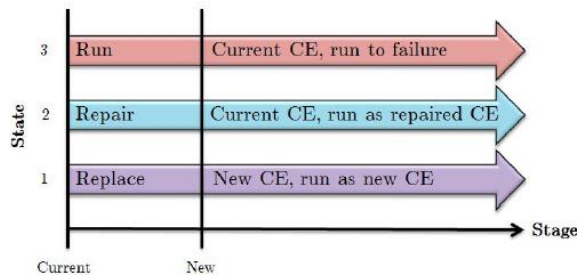 3 Run Current CE, run to failure
State
2 Repair Current CE, run as repaired CE
1 Replace New CE, run as new CE
Stage
Current New